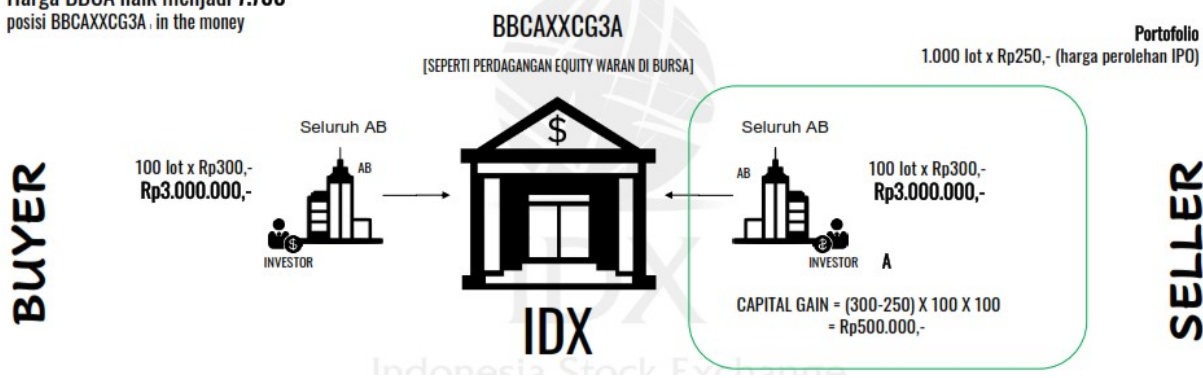 posisi BBCAXXCG3A in the money
BBCAXXCG3A
[SEPERTI PERDAGANGAN EQUITY WARAN DI BURSA]
Portofolio
1.000 lot x Rp250,- (harga perolehan IPO)
BUYER
Seluruh AB
100 lot x Rp300,-
Rp3.000.000,-
AB
INVESTOR
$
$
IDX
Seluruh AB
AB
100 lot x Rp300,-
Rp3.000.000,-
$
INVESTOR A
CAPITAL GAIN = (300-250) X 100 X 100
= Rp500.000,-
SELLER
IDX
Indonesia Stock Exchange